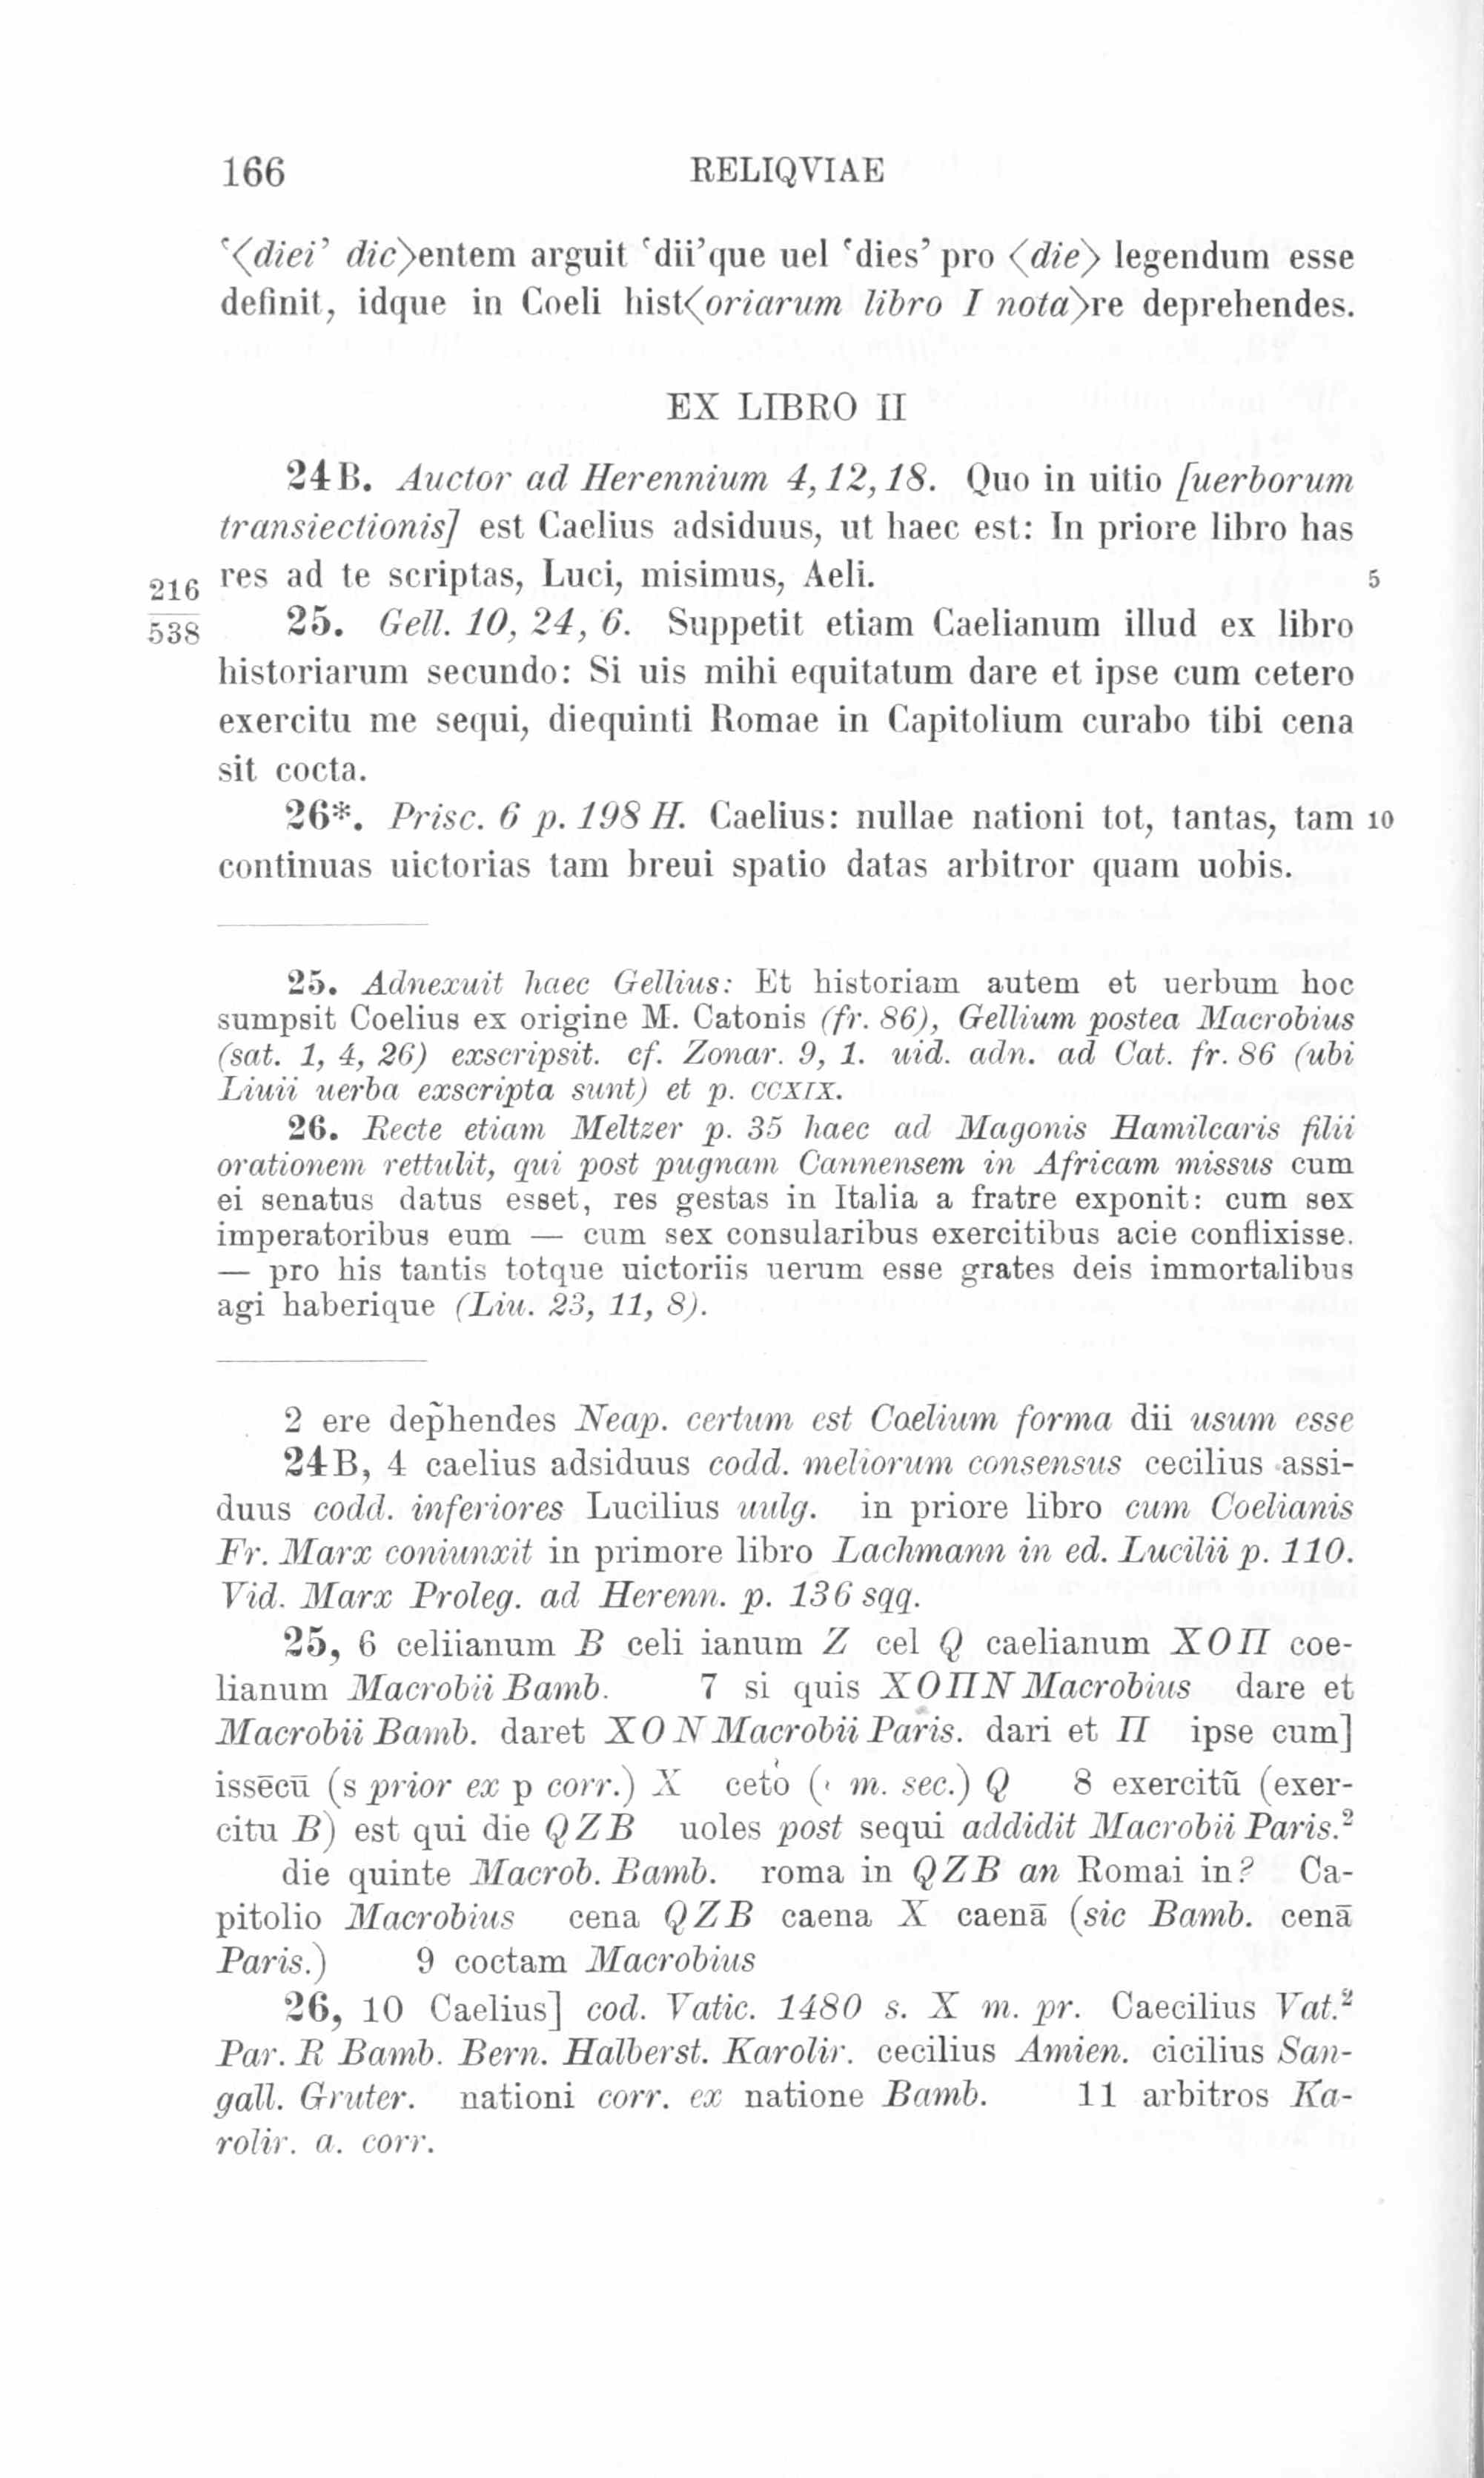 166 RELIQVIAE
‘⟨diei’ dic⟩entem arguit ‘dii’que uel ‘dies’ pro ⟨die⟩ legendum esse
definit, idque in Coeli hist⟨oriarum libro I nota⟩re deprehendes.
EX LIBRO II
24B. Auctor ad Herennium 4, 12, 18. Quo in uitio [uerborum
transiectionis] est Caelius adsiduus, ut haec est: In priore libro has
216 res ad te scriptas, Luci, misimus, Aeli. 5
538 25. Gell. 10, 24, 6. Suppetit etiam Caelianum illud ex libro
historiarum secundo: Si uis mihi equitatum dare et ipse cum cetero
exercitu me sequi, diequinti Romae in Capitolium curabo tibi cena
sit cocta.
26*. Prisc. 6 p. 198 H. Caelius: nullae nationi tot, tantas, tam 10
continuas uictorias tam breui spatio datas arbitror quam uobis.
25. Adnexuit haec Gellius: Et historiam autem et uerbum hoc
sumpsit Coelius ex origine M. Catonis (fr. 86), Gellium postea Macrobius
(sat. 1, 4, 26) exscripsit. cf. Zonar. 9, 1. uid. adn. ad Cat. fr. 86 (ubi
Liuii uerba exscripta sunt) et p. CCXIX.
26. Recte etiam Meltzer p. 35 haec ad Magonis Hamilcaris filii
orationem rettulit, qui post pugnam Cannensem in Africam missus cum
ei senatus datus esset, res gestas in Italia a fratre exponit: cum sex
imperatoribus eum — cum sex consularibus exercitibus acie conflixisse.
— pro his tantis totque uictoriis uerum esse grates deis immortalibus
agi haberique (Liu. 23, 11, 8).
2 ere dep̃hendes Neap. certum est Coelium forma dii usum esse
24B, 4 caelius adsiduus codd. meliorum consensus cecilius assi-
duus codd. inferiores Lucilius uulg. in priore libro cum Coelianis
Fr. Marx coniunxit in primore libro Lachmann in ed. Lucilii p. 110.
Vid. Marx Proleg. ad Herenn. p. 136 sqq.
25, 6 celiianum B celi ianum Z cel Q caelianum XOΠ coe-
lianum Macrobii Bamb. 7 si quis XOΠN Macrobius dare et
Macrobii Bamb. daret XON Macrobii Paris. dari et Π ipse cum]
issēcū (s prior ex p corr.) X ceto (‘ m. sec.) Q 8 exercitū (exer-
citu B) est qui die QZB uoles post sequi addidit Macrobii Paris.²
die quinte Macrob. Bamb. roma in QZB an Romai in? Ca-
pitolio Macrobius cena QZB caena X caenā (sic Bamb. cenā
Paris.) 9 coctam Macrobius
26, 10 Caelius] cod. Vatic. 1480 s. X m. pr. Caecilius Vat.²
Par. R Bamb. Bern. Halberst. Karolir. cecilius Amien. cicilius San-
gall. Gruter. nationi corr. ex natione Bamb. 11 arbitros Ka-
rolir. a. corr.